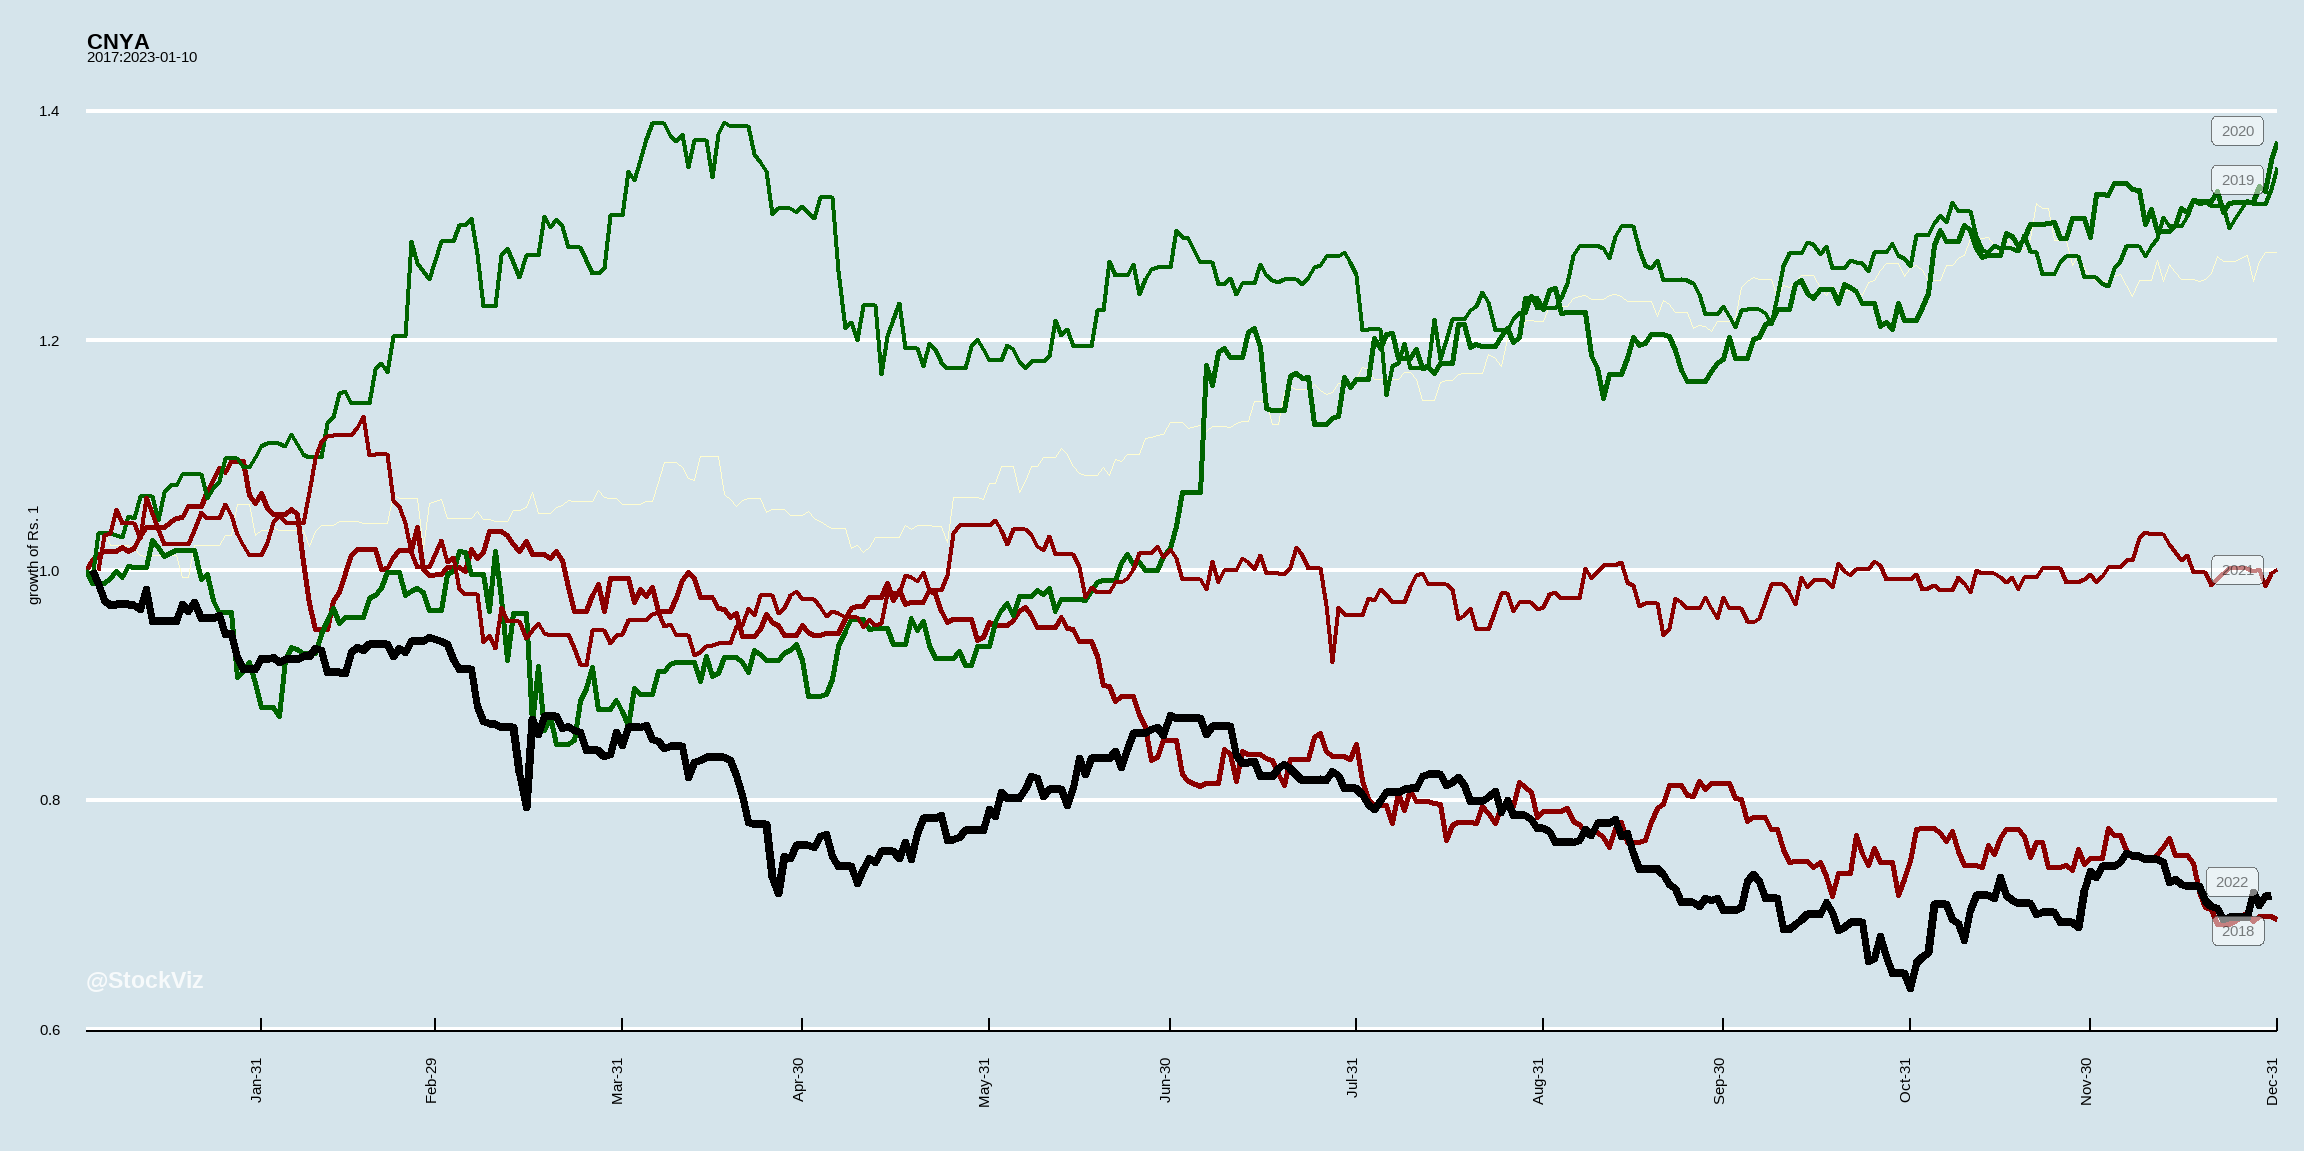 CNYA
2017:2023-01-10
growth of Rs. 1
1.4
1.2
1.0
0.8
0.6
2020
2019
2021
2022
2018
@StockViz
Jan-31
Feb-29
Mar-31
Apr-30
May-31
Jun-30
Jul-31
Aug-31
Sep-30
Oct-31
Nov-30
Dec-31